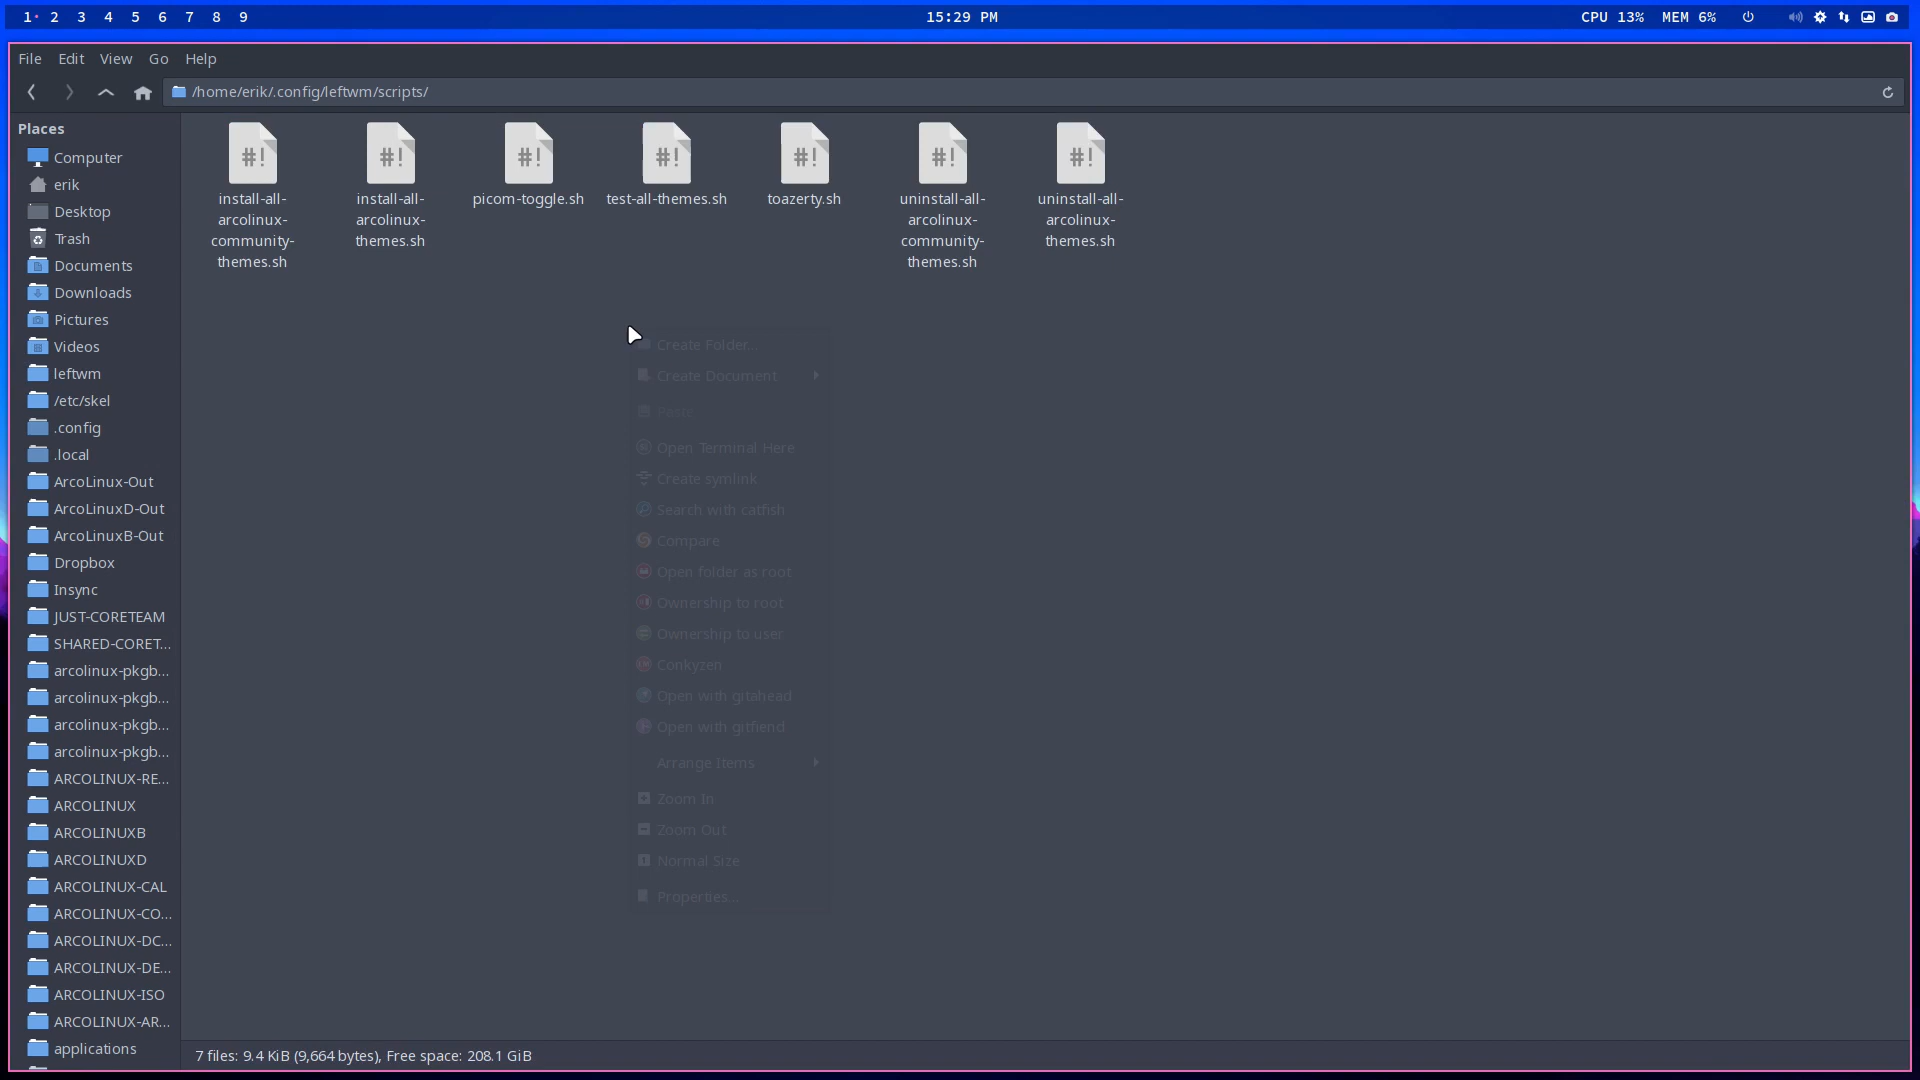 1 2 3 4 5 6 7 8 9
15:29 PM
CPU 13% MEM 6%
File Edit View Go Help
/home/erik/.config/leftwm/scripts/
Places
Computer
erik
Desktop
Trash
Documents
Downloads
Pictures
Videos
leftwm
/etc/skel
.config
.local
ArcoLinux-Out
ArcoLinuxD-Out
ArcoLinuxB-Out
Dropbox
Insync
JUST-CORETEAM
SHARED-CORET...
arcolinux-pkgb...
arcolinux-pkgb...
arcolinux-pkgb...
arcolinux-pkgb...
ARCOLINUX-RE...
ARCOLINUX
ARCOLINUXB
ARCOLINUXD
ARCOLINUX-CAL
ARCOLINUX-CO...
ARCOLINUX-DC...
ARCOLINUX-DE...
ARCOLINUX-ISO
ARCOLINUX-AR...
applications
#! #! #! #! #! #! #!
install-all-
arcolinux-
community-
themes.sh
install-all-
arcolinux-
themes.sh
picom-toggle.sh
test-all-themes.sh
toazerty.sh
uninstall-all-
arcolinux-
community-
themes.sh
uninstall-all-
arcolinux-
themes.sh
Create Folder...
Create Document
Paste
Open Terminal Here
Create symlink
Search with catfish
Compare
Open folder as root
Ownership to root
Ownership to user
Conkyzen
Open with gitahead
Open with gitfiend
Arrange Items
Zoom In
Zoom Out
Normal Size
Properties...
7 files: 9.4 KiB (9,664 bytes), Free space: 208.1 GiB